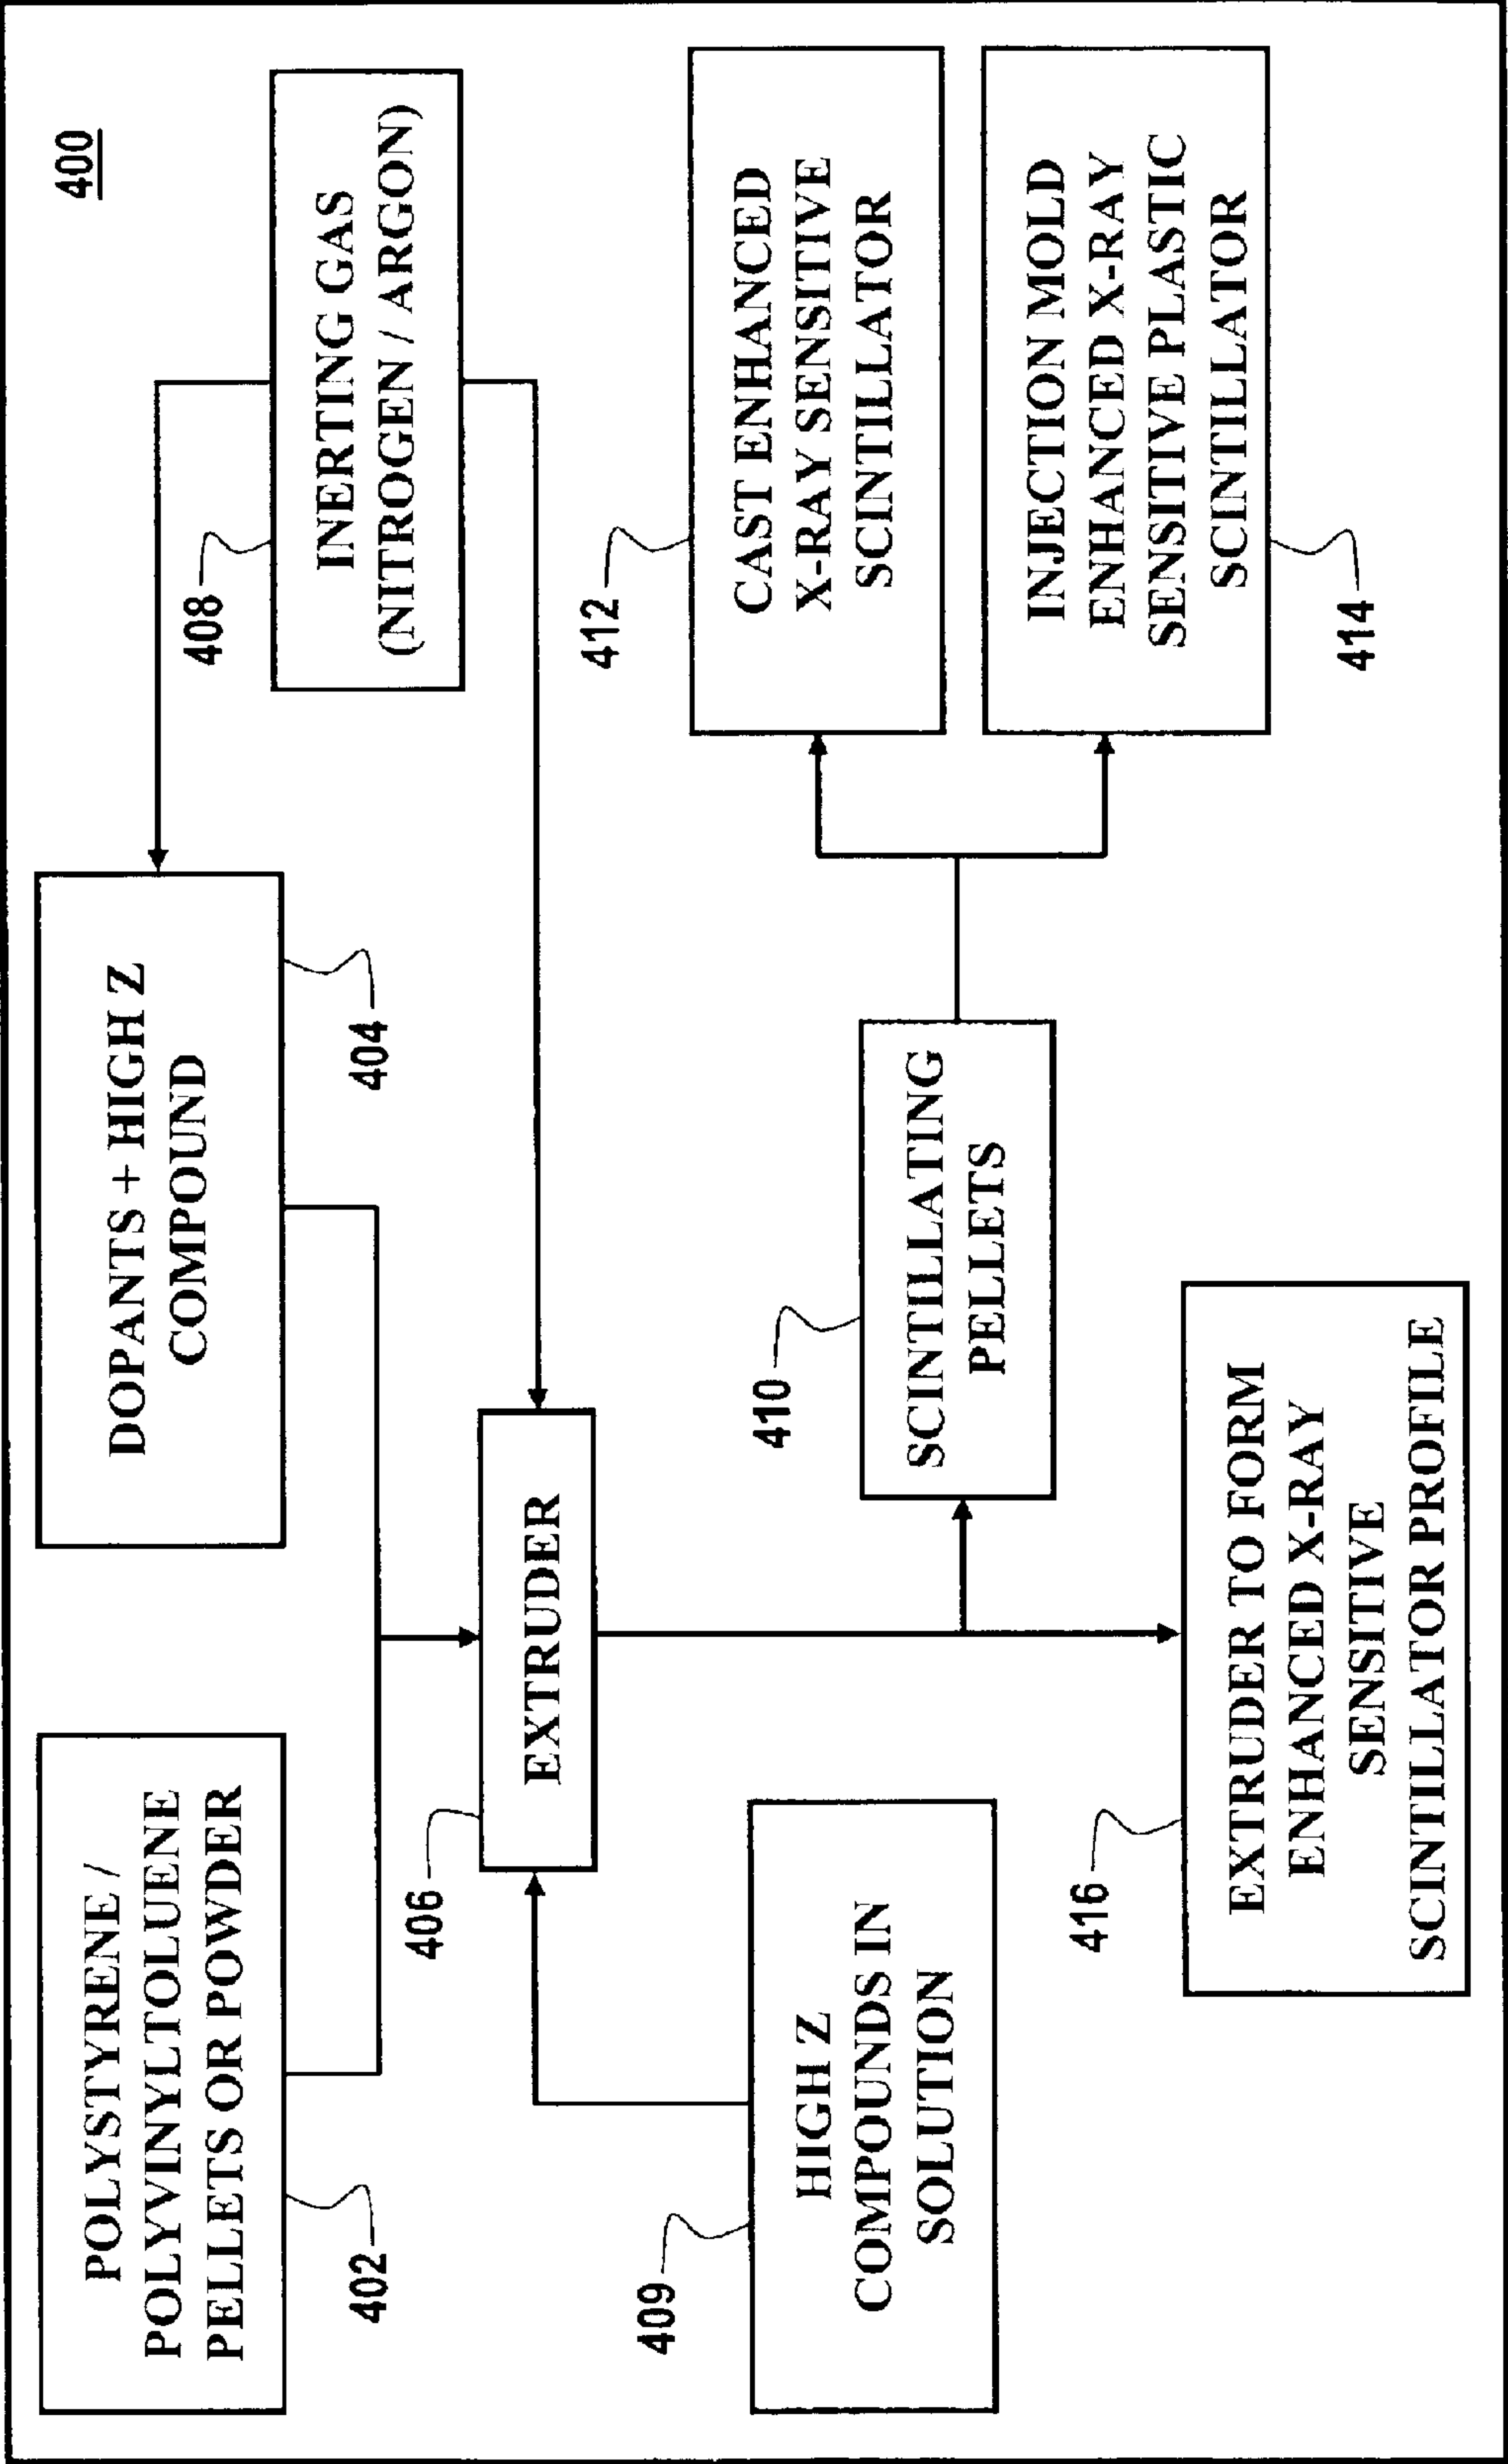 400
POLYSTYRENE /
POLYVINYLTOLUENE
PELLETS OR POWDER
402
DOPANTS + HIGH Z
COMPOUND
404
INERTING GAS
(NITROGEN / ARGON)
408
EXTRUDER
406
HIGH Z
COMPOUNDS IN
SOLUTION
409
SCINTILLATING
PELLETS
410
CAST ENHANCED
X-RAY SENSITIVE
SCINTILLATOR
412
INJECTION MOLD
ENHANCED X-RAY
SENSITIVE PLASTIC
SCINTILLATOR
414
EXTRUDER TO FORM
ENHANCED X-RAY
SENSITIVE
SCINTILLATOR PROFILE
416